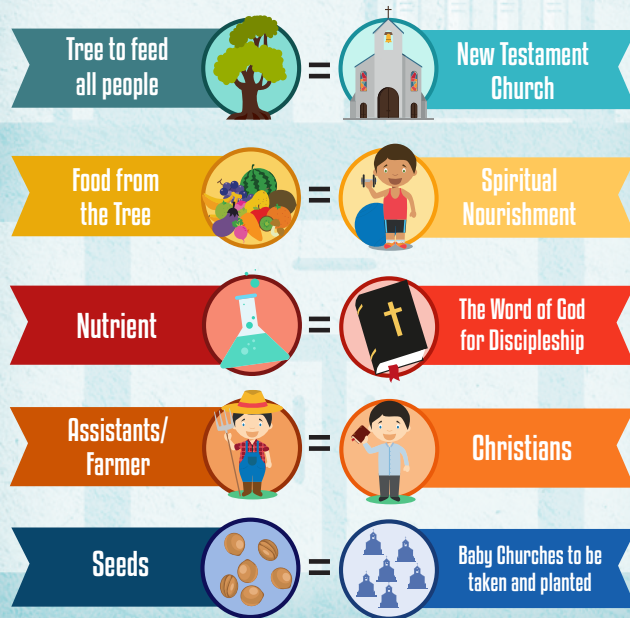 Tree to feed
all people
=
New Testament
Church
Food from
the Tree
=
Spiritual
Nourishment
Nutrient
=
The Word of God
for Discipleship
Assistants/
Farmer
=
Christians
Seeds
=
Baby Churches to be
taken and planted